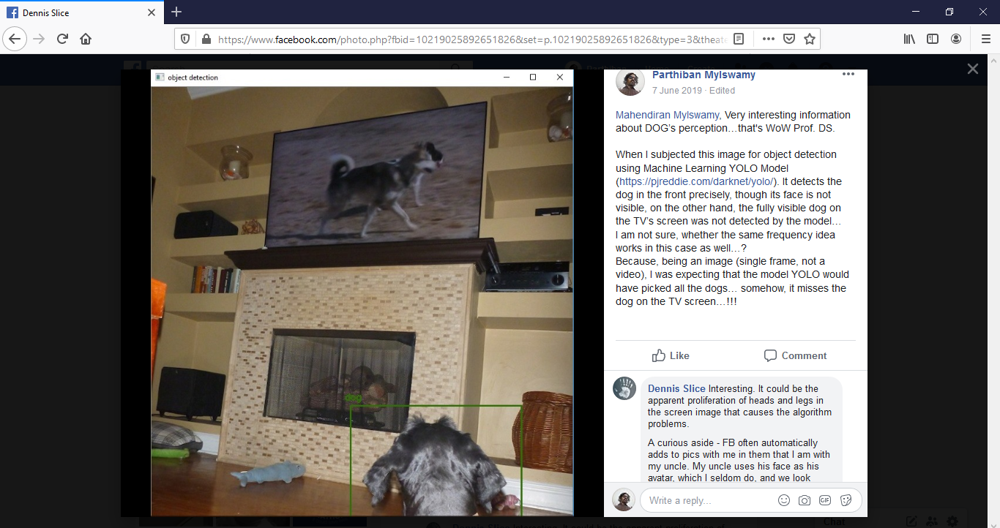 Dennis Slice
https://www.facebook.com/photo.php?fbid=10219025892651826&set=p.10219025892651826&type=3&theate
object detection
dog
Parthiban Mylswamy
7 June 2019 · Edited
Mahendiran Mylswamy, Very interesting information
about DOG's perception…that's WoW Prof. DS.
When I subjected this image for object detection
using Machine Learning YOLO Model
(https://pjreddie.com/darknet/yolo/). It detects the
dog in the front precisely, though its face is not
visible, on the other hand, the fully visible dog on
the TV's screen was not detected by the model…
I am not sure, whether the same frequency idea
works in this case as well…?
Because, being an image (single frame, not a
video), I was expecting that the model YOLO would
have picked all the dogs… somehow, it misses the
dog on the TV screen…!!!
Like
Comment
Dennis Slice Interesting. It could be the
apparent proliferation of heads and legs in
the screen image that causes the algorithm
problems.
A curious aside - FB often automatically
adds to pics with me in them that I am with
my uncle. My uncle uses his face as his
avatar, which I seldom do, and we look
Write a reply...
GIF
Chat